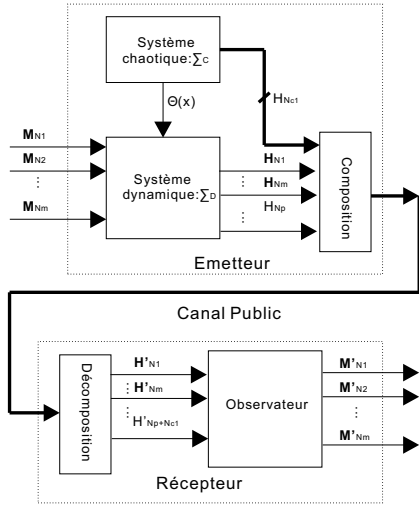 Système
chaotique:∑C
HNc1
Θ(x)
MN1
MN2
⋮
MNm
Système
dynamique:∑D
HN1
HNm
⋮
HNp
Composition
Emetteur
Canal Public
Décomposition
H'N1
⋮H'Nm
⋮
H'Np+Nc1
Observateur
M'N1
M'N2
⋮
M'Nm
Récepteur